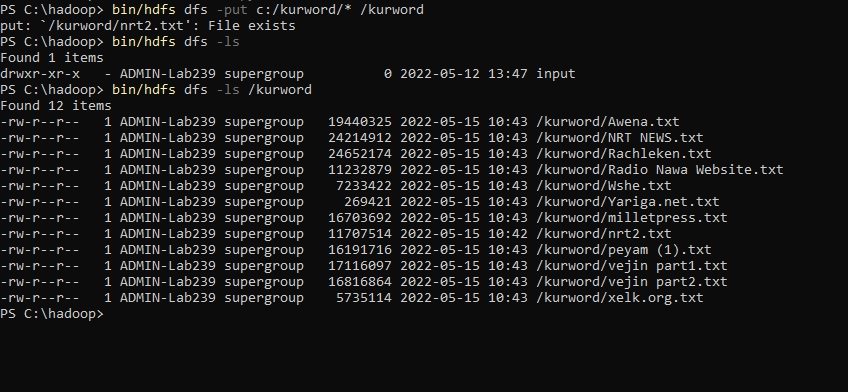 PS C:\hadoop> bin/hdfs dfs -put c:/kurword/* /kurword
put: `/kurword/nrt2.txt': File exists
PS C:\hadoop> bin/hdfs dfs -ls
Found 1 items
drwxr-xr-x   - ADMIN-Lab239 supergroup          0 2022-05-12 13:47 input
PS C:\hadoop> bin/hdfs dfs -ls /kurword
Found 12 items
-rw-r--r--   1 ADMIN-Lab239 supergroup   19440325 2022-05-15 10:43 /kurword/Awena.txt
-rw-r--r--   1 ADMIN-Lab239 supergroup   24214912 2022-05-15 10:43 /kurword/NRT NEWS.txt
-rw-r--r--   1 ADMIN-Lab239 supergroup   24652174 2022-05-15 10:43 /kurword/Rachleken.txt
-rw-r--r--   1 ADMIN-Lab239 supergroup   11232879 2022-05-15 10:43 /kurword/Radio Nawa Website.txt
-rw-r--r--   1 ADMIN-Lab239 supergroup    7233422 2022-05-15 10:43 /kurword/Wshe.txt
-rw-r--r--   1 ADMIN-Lab239 supergroup     269421 2022-05-15 10:43 /kurword/Yariga.net.txt
-rw-r--r--   1 ADMIN-Lab239 supergroup   16703692 2022-05-15 10:43 /kurword/milletpress.txt
-rw-r--r--   1 ADMIN-Lab239 supergroup   11707514 2022-05-15 10:42 /kurword/nrt2.txt
-rw-r--r--   1 ADMIN-Lab239 supergroup   16191716 2022-05-15 10:43 /kurword/peyam (1).txt
-rw-r--r--   1 ADMIN-Lab239 supergroup   17116097 2022-05-15 10:43 /kurword/vejin part1.txt
-rw-r--r--   1 ADMIN-Lab239 supergroup   16816864 2022-05-15 10:43 /kurword/vejin part2.txt
-rw-r--r--   1 ADMIN-Lab239 supergroup    5735114 2022-05-15 10:43 /kurword/xelk.org.txt
PS C:\hadoop>